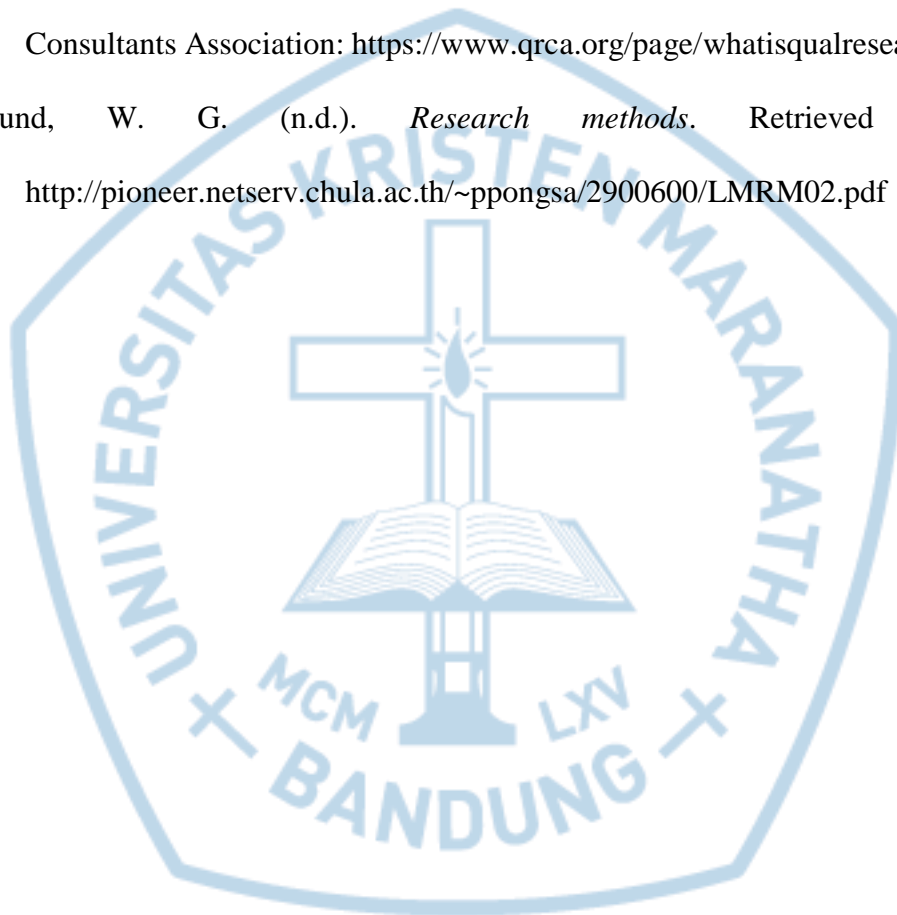 Consultants Association: https://www.qrca.org/page/whatisqualresea
und, W. G. (n.d.). Research methods. Retrieved
http://pioneer.netserv.chula.ac.th/~ppongsa/2900600/LMRM02.pdf
UNIVERSITAS KRISTEN MARANATHA
MCM LXV
BANDUNG